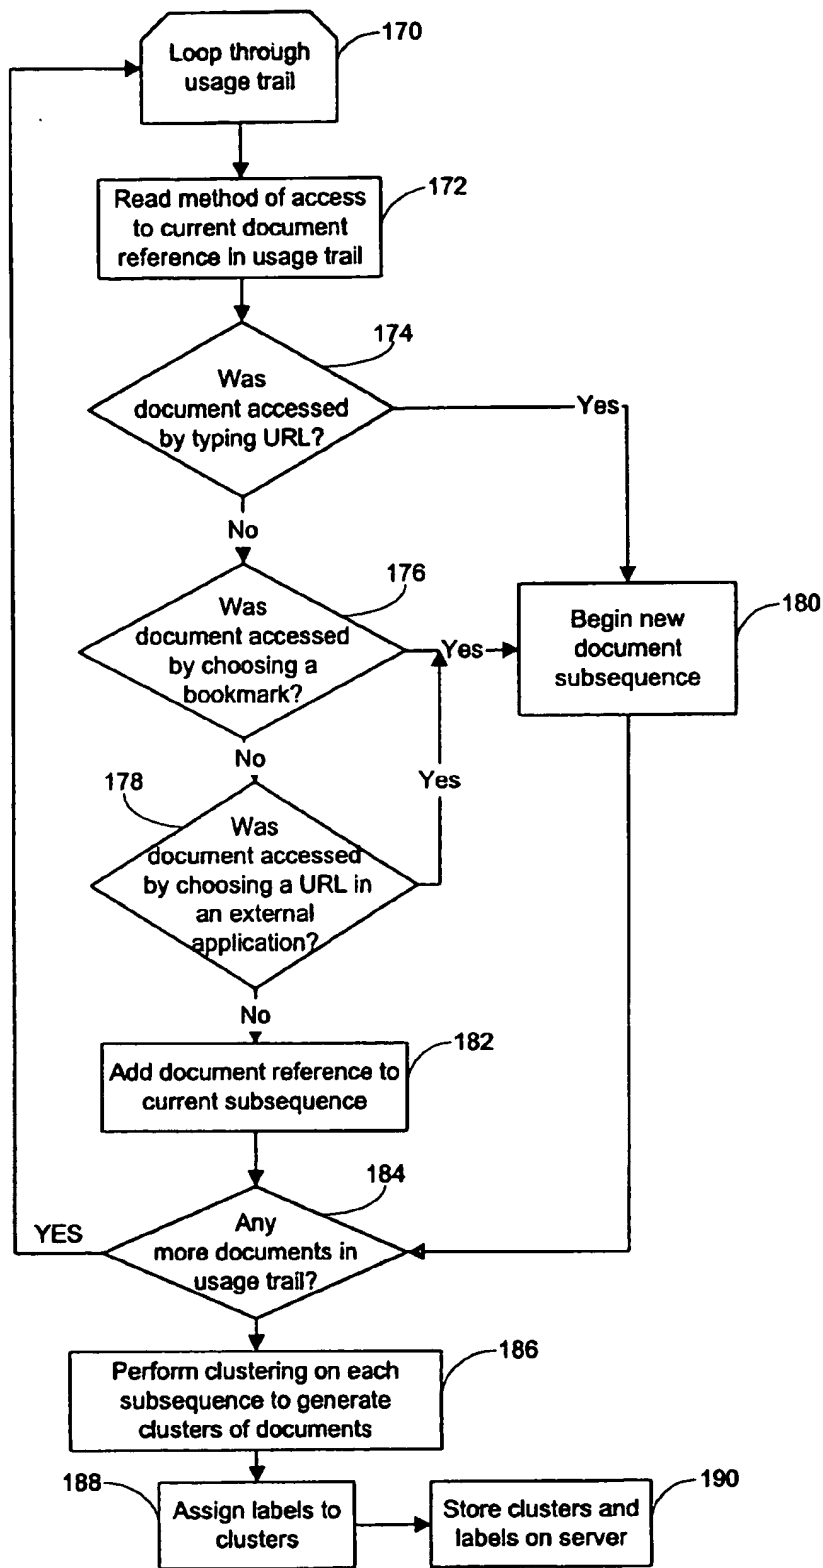 Loop through
usage trail
170
Read method of access
to current document
reference in usage trail
172
174
Was
document accessed
by typing URL?
Yes
No
176
Was
document accessed
by choosing a
bookmark?
Yes
Begin new
document
subsequence
180
No
178
Yes
Was
document accessed
by choosing a URL in
an external
application?
No
182
Add document reference to
current subsequence
184
YES
Any
more documents in
usage trail?
186
Perform clustering on each
subsequence to generate
clusters of documents
188
Assign labels to
clusters
190
Store clusters and
labels on server